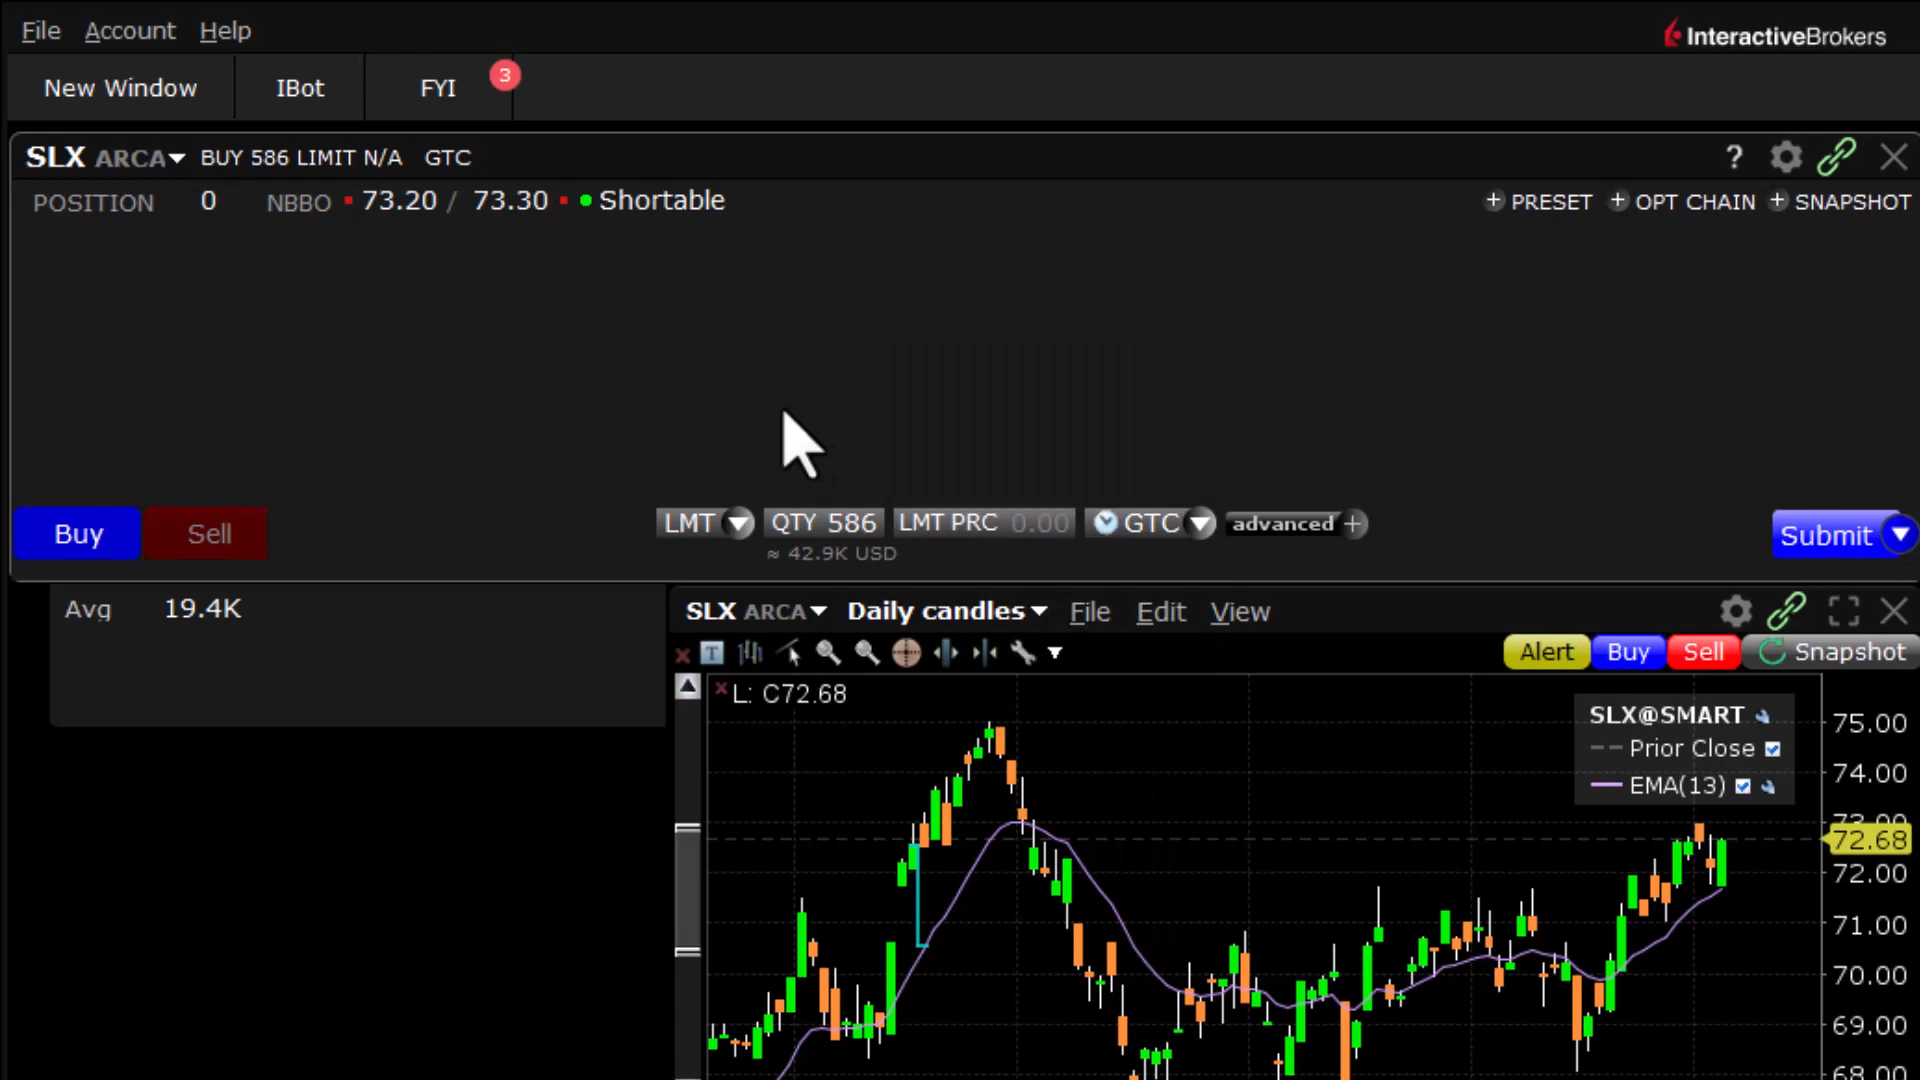 File Account Help
InteractiveBrokers
New Window IBot FYI 3
SLX ARCA BUY 586 LIMIT N/A GTC ?
POSITION 0 NBBO 73.20 / 73.30 Shortable + PRESET + OPT CHAIN + SNAPSHOT
Buy Sell LMT QTY 586 LMT PRC 0.00 GTC advanced + Submit
≈ 42.9K USD
Avg 19.4K
SLX ARCA Daily candles File Edit View
T Alert Buy Sell Snapshot
L: C72.68
SLX@SMART
Prior Close
EMA(13)
75.00
74.00
73.00
72.68
72.00
71.00
70.00
69.00
68.00